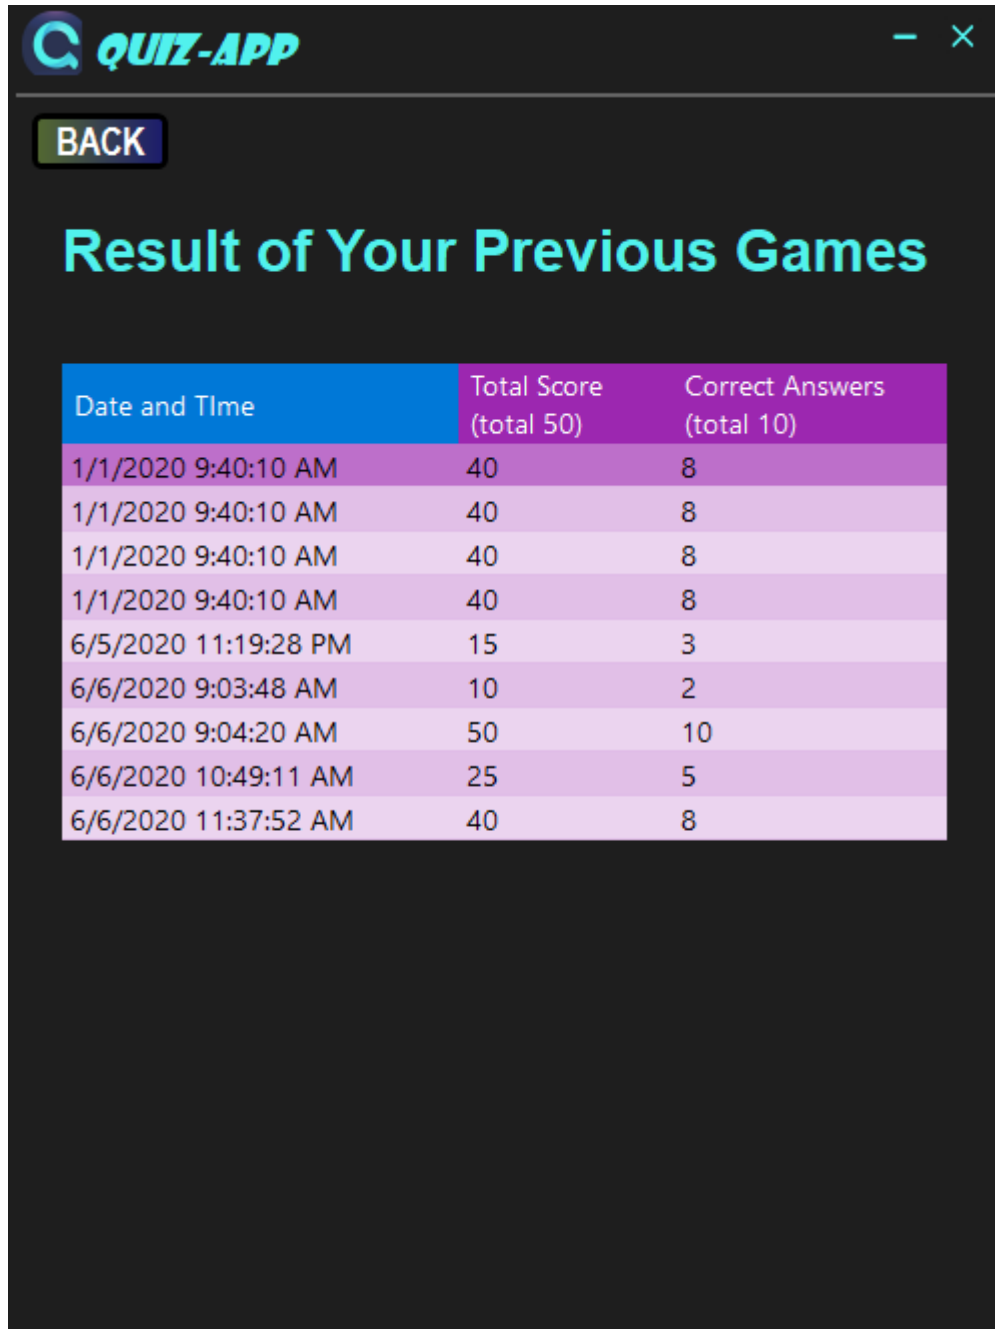 QUIZ-APP
BACK
Result of Your Previous Games
Date and TIme Total Score (total 50) Correct Answers (total 10)
1/1/2020 9:40:10 AM 40 8
1/1/2020 9:40:10 AM 40 8
1/1/2020 9:40:10 AM 40 8
1/1/2020 9:40:10 AM 40 8
6/5/2020 11:19:28 PM 15 3
6/6/2020 9:03:48 AM 10 2
6/6/2020 9:04:20 AM 50 10
6/6/2020 10:49:11 AM 25 5
6/6/2020 11:37:52 AM 40 8